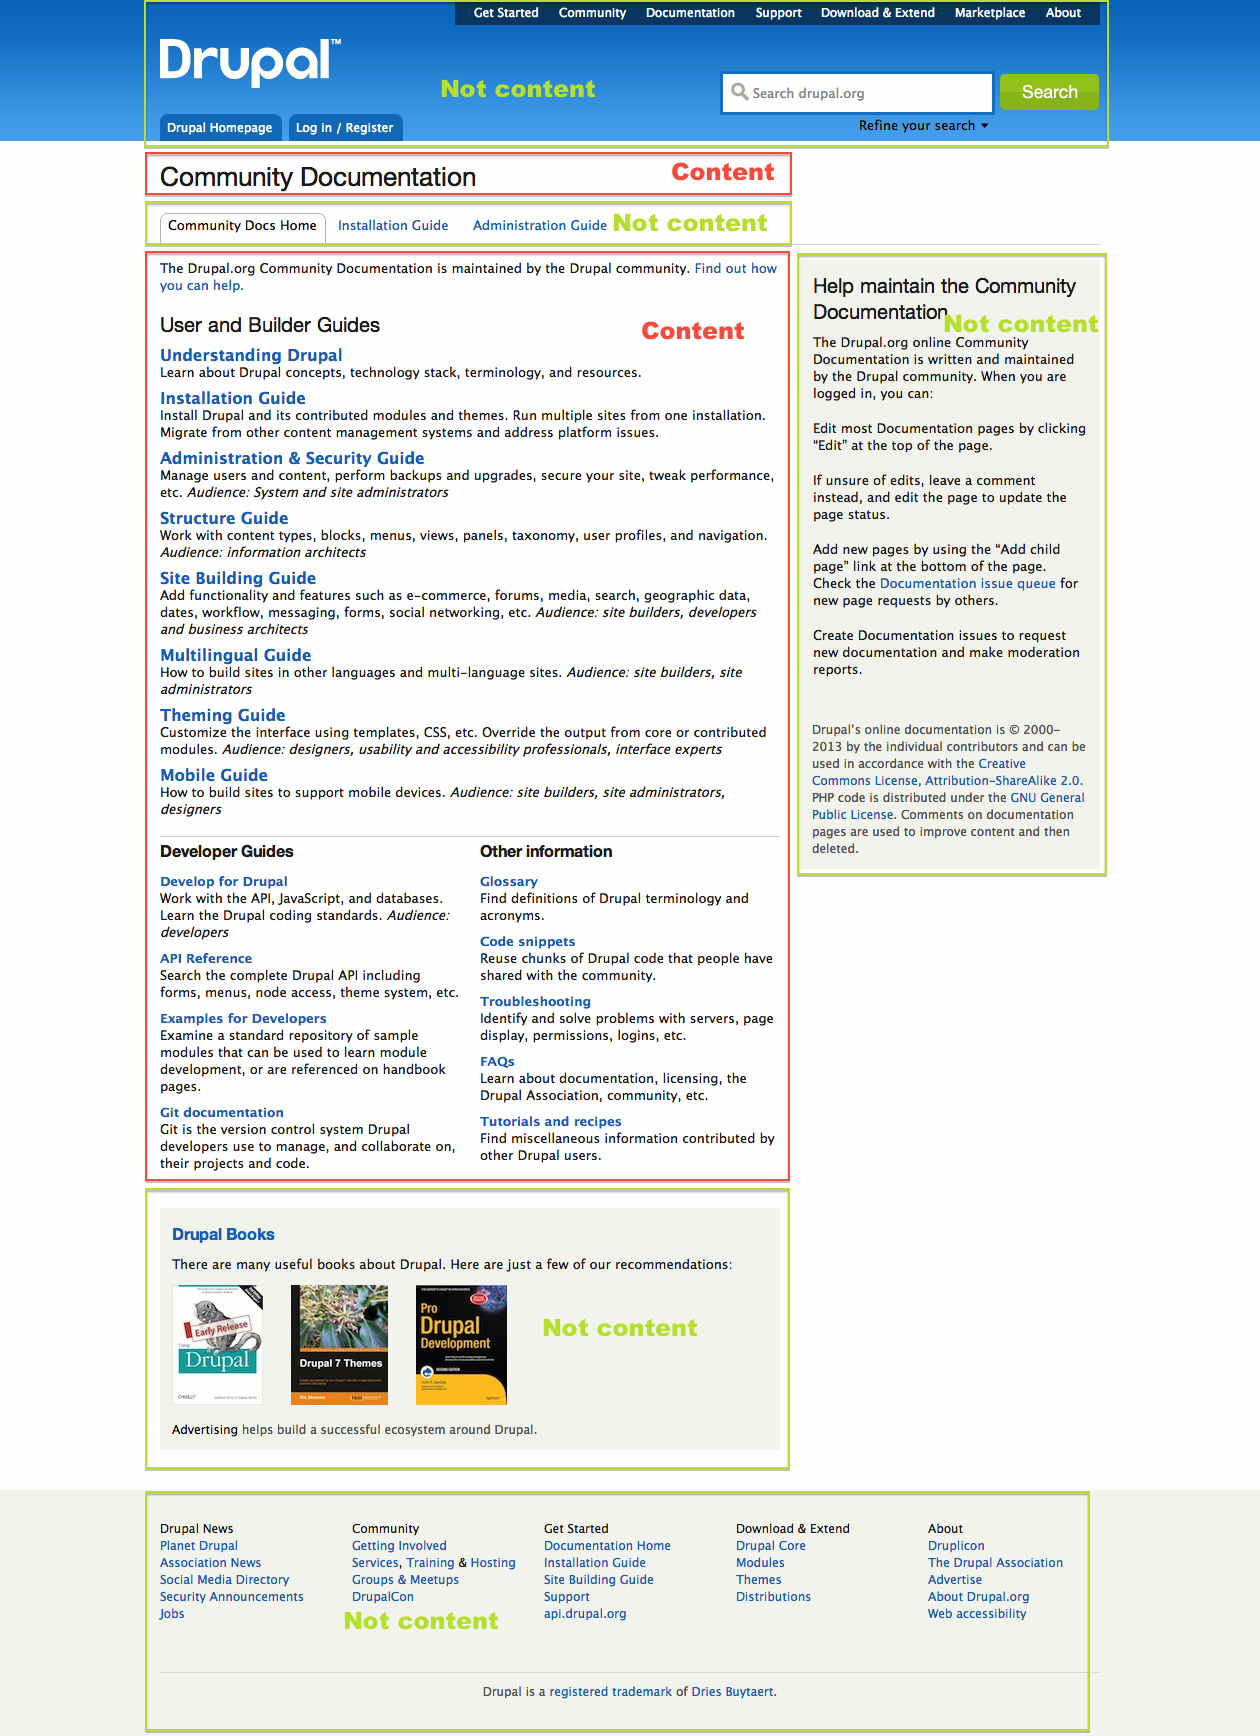 Get Started Community Documentation Support Download & Extend Marketplace About
Drupal™
Not content
Search drupal.org
Search
Refine your search
Drupal Homepage Log in / Register
Community Documentation
Content
Community Docs Home Installation Guide Administration Guide
Not content
The Drupal.org Community Documentation is maintained by the Drupal community. Find out how
you can help.
User and Builder Guides
Content
Understanding Drupal
Learn about Drupal concepts, technology stack, terminology, and resources.
Installation Guide
Install Drupal and its contributed modules and themes. Run multiple sites from one installation.
Migrate from other content management systems and address platform issues.
Administration & Security Guide
Manage users and content, perform backups and upgrades, secure your site, tweak performance,
etc. Audience: System and site administrators
Structure Guide
Work with content types, blocks, menus, views, panels, taxonomy, user profiles, and navigation.
Audience: information architects
Site Building Guide
Add functionality and features such as e-commerce, forums, media, search, geographic data,
dates, workflow, messaging, forms, social networking, etc. Audience: site builders, developers
and business architects
Multilingual Guide
How to build sites in other languages and multi-language sites. Audience: site builders, site
administrators
Theming Guide
Customize the interface using templates, CSS, etc. Override the output from core or contributed
modules. Audience: designers, usability and accessibility professionals, interface experts
Mobile Guide
How to build sites to support mobile devices. Audience: site builders, site administrators,
designers
Developer Guides
Develop for Drupal
Work with the API, JavaScript, and databases.
Learn the Drupal coding standards. Audience:
developers
API Reference
Search the complete Drupal API including
forms, menus, node access, theme system, etc.
Examples for Developers
Examine a standard repository of sample
modules that can be used to learn module
development, or are referenced on handbook
pages.
Git documentation
Git is the version control system Drupal
developers use to manage, and collaborate on,
their projects and code.
Other information
Glossary
Find definitions of Drupal terminology and
acronyms.
Code snippets
Reuse chunks of Drupal code that people have
shared with the community.
Troubleshooting
Identify and solve problems with servers, page
display, permissions, logins, etc.
FAQs
Learn about documentation, licensing, the
Drupal Association, community, etc.
Tutorials and recipes
Find miscellaneous information contributed by
other Drupal users.
Help maintain the Community
Documentation
Not content
The Drupal.org online Community
Documentation is written and maintained
by the Drupal community. When you are
logged in, you can:
Edit most Documentation pages by clicking
“Edit” at the top of the page.
If unsure of edits, leave a comment
instead, and edit the page to update the
page status.
Add new pages by using the “Add child
page” link at the bottom of the page.
Check the Documentation issue queue for
new page requests by others.
Create Documentation issues to request
new documentation and make moderation
reports.
Drupal’s online documentation is © 2000-
2013 by the individual contributors and can be
used in accordance with the Creative
Commons License, Attribution-ShareAlike 2.0.
PHP code is distributed under the GNU General
Public License. Comments on documentation
pages are used to improve content and then
deleted.
Drupal Books
There are many useful books about Drupal. Here are just a few of our recommendations:
Early Release
Using
Drupal
O'REILLY
Drupal 7 Themes
Pro
Drupal
Development
SECOND EDITION
Not content
Advertising helps build a successful ecosystem around Drupal.
Drupal News
Planet Drupal
Association News
Social Media Directory
Security Announcements
Jobs
Community
Getting Involved
Services, Training & Hosting
Groups & Meetups
DrupalCon
Not content
Get Started
Documentation Home
Installation Guide
Site Building Guide
Support
api.drupal.org
Download & Extend
Drupal Core
Modules
Themes
Distributions
About
Druplicon
The Drupal Association
Advertise
About Drupal.org
Web accessibility
Drupal is a registered trademark of Dries Buytaert.